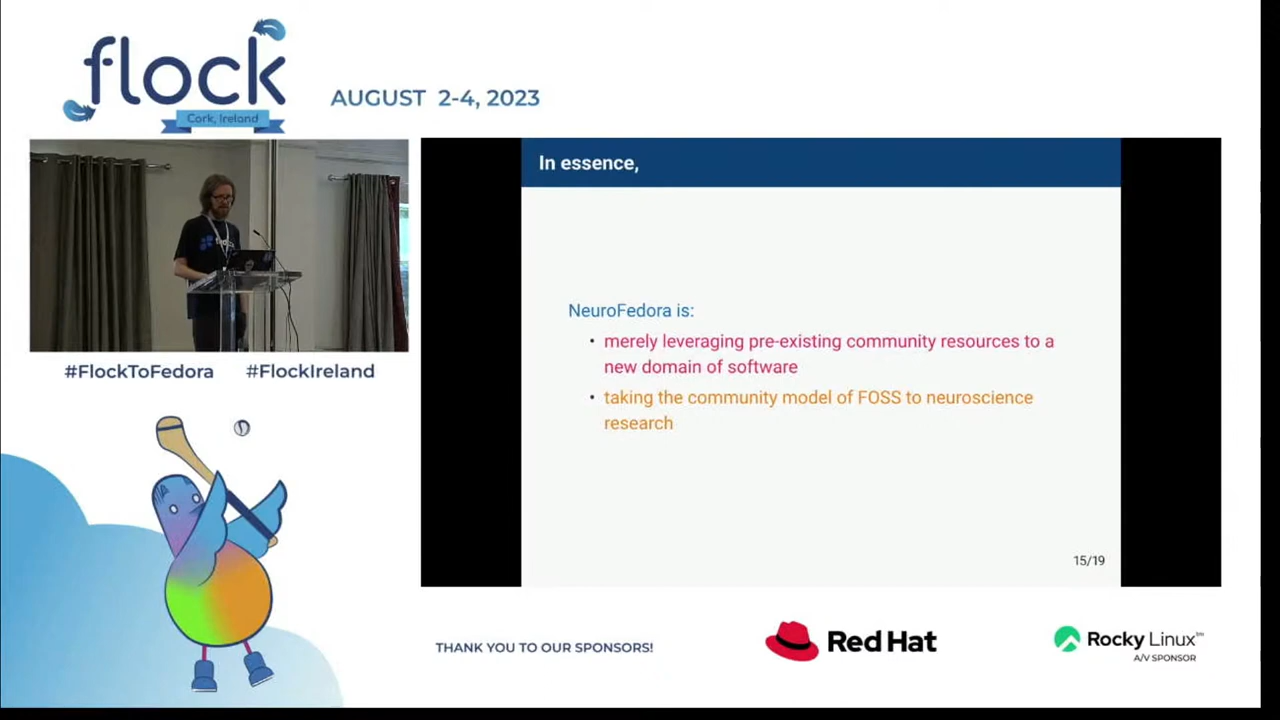 flock
Cork, Ireland
AUGUST 2-4, 2023
In essence,
NeuroFedora is:
• merely leveraging pre-existing community resources to a
new domain of software
• taking the community model of FOSS to neuroscience
research
15/19
#FlockToFedora #FlockIreland
THANK YOU TO OUR SPONSORS!
Red Hat
Rocky Linux™
A/V SPONSOR